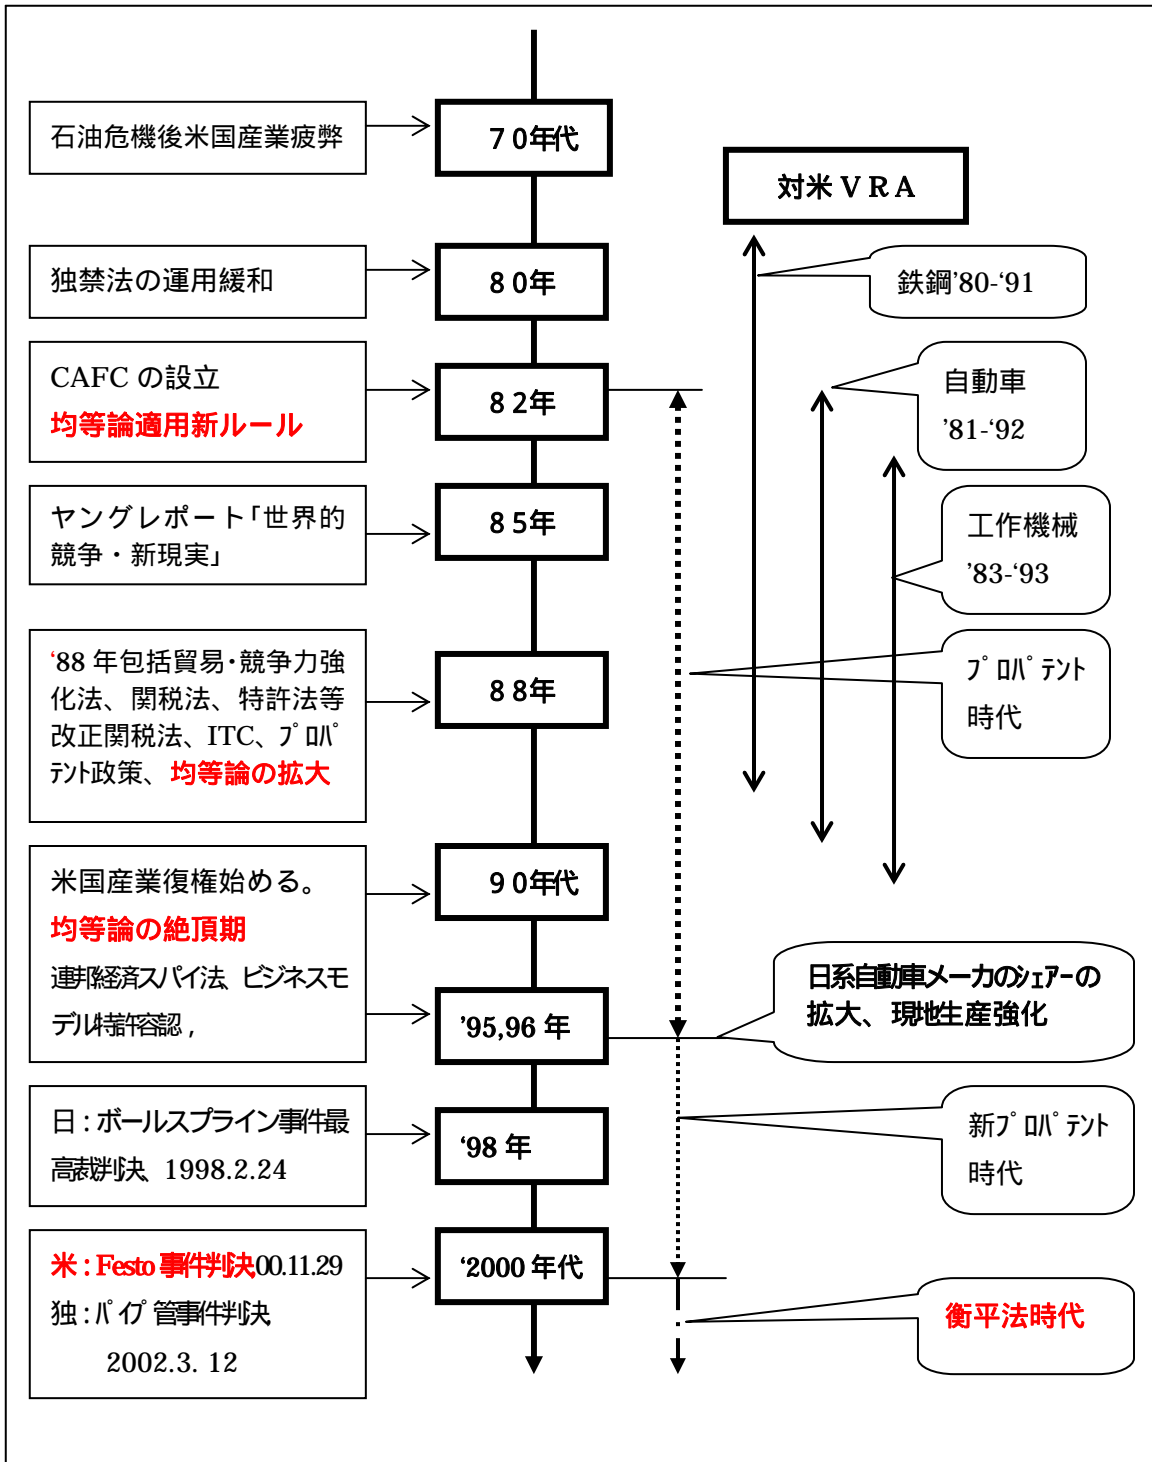 石油危機後米国産業疲弊
７０年代
対米ＶＲＡ
独禁法の運用緩和
８０年
鉄鋼’80-‘91
CAFC の設立
均等論適用新ルール
８２年
自動車
’81-‘92
ヤングレポート「世界的
競争・新現実」
８５年
工作機械
’83-‘93
‘88 年包括貿易･競争力強
化法、関税法、特許法等
改正関税法、ITC、ﾌﾟﾛﾊﾟ
ﾃﾝﾄ政策、均等論の拡大
８８年
ﾌﾟﾛﾊﾟﾃﾝﾄ
時代
米国産業復権始める。
均等論の絶頂期
連邦経済スパイ法、ビジネスモ
デル特許容認，
９０年代
’95,96 年
日系自動車メーカのｼｪｱｰの
拡大、現地生産強化
日：ボールスプライン事件最
高裁判決、1998.2.24
‘98 年
新ﾌﾟﾛﾊﾟﾃﾝﾄ
時代
米：Festo 事件判決00.11.29
独：ﾊﾟｲﾌﾟ管事件判決
2002.3. 12
‘2000 年代
衡平法時代